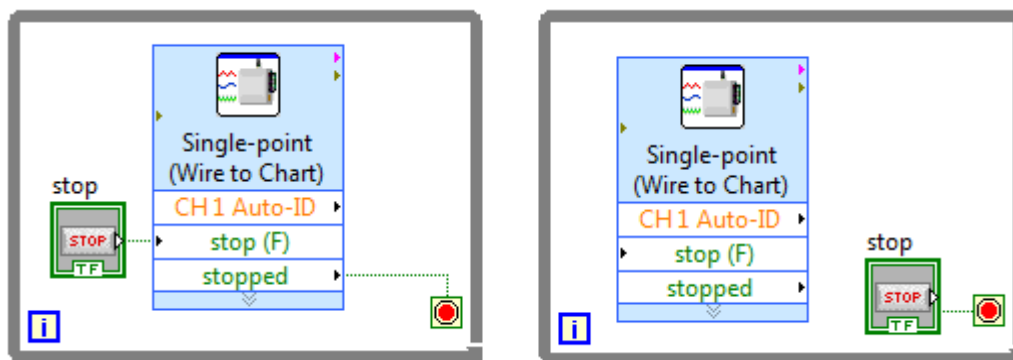 Single-point
(Wire to Chart)
stop
CH 1 Auto-ID
STOP
stop (F)
TF
stopped
i
Single-point
(Wire to Chart)
CH 1 Auto-ID
stop
stop (F)
stopped
STOP
TF
i